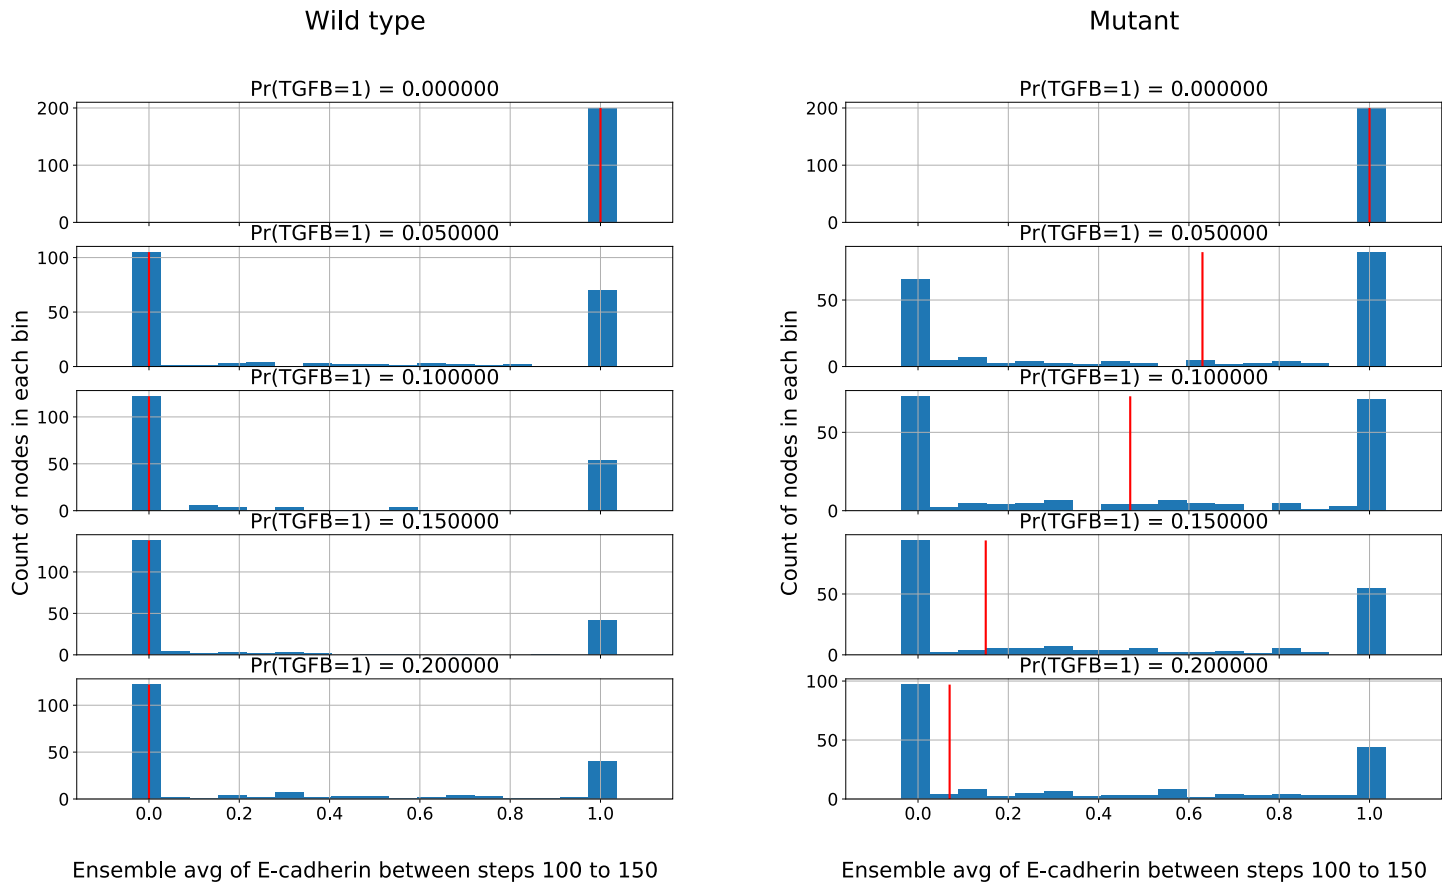 Wild type
Pr(TGFB=1) = 0.000000
200
100
0
Pr(TGFB=1) = 0.050000
100
50
0
Pr(TGFB=1) = 0.100000
100
50
0
Pr(TGFB=1) = 0.150000
100
50
0
Pr(TGFB=1) = 0.200000
100
50
0
0.0 0.2 0.4 0.6 0.8 1.0
Count of nodes in each bin
Ensemble avg of E-cadherin between steps 100 to 150
Mutant
Pr(TGFB=1) = 0.000000
200
100
0
Pr(TGFB=1) = 0.050000
50
0
Pr(TGFB=1) = 0.100000
50
0
Pr(TGFB=1) = 0.150000
50
0
Pr(TGFB=1) = 0.200000
100
50
0
0.0 0.2 0.4 0.6 0.8 1.0
Count of nodes in each bin
Ensemble avg of E-cadherin between steps 100 to 150